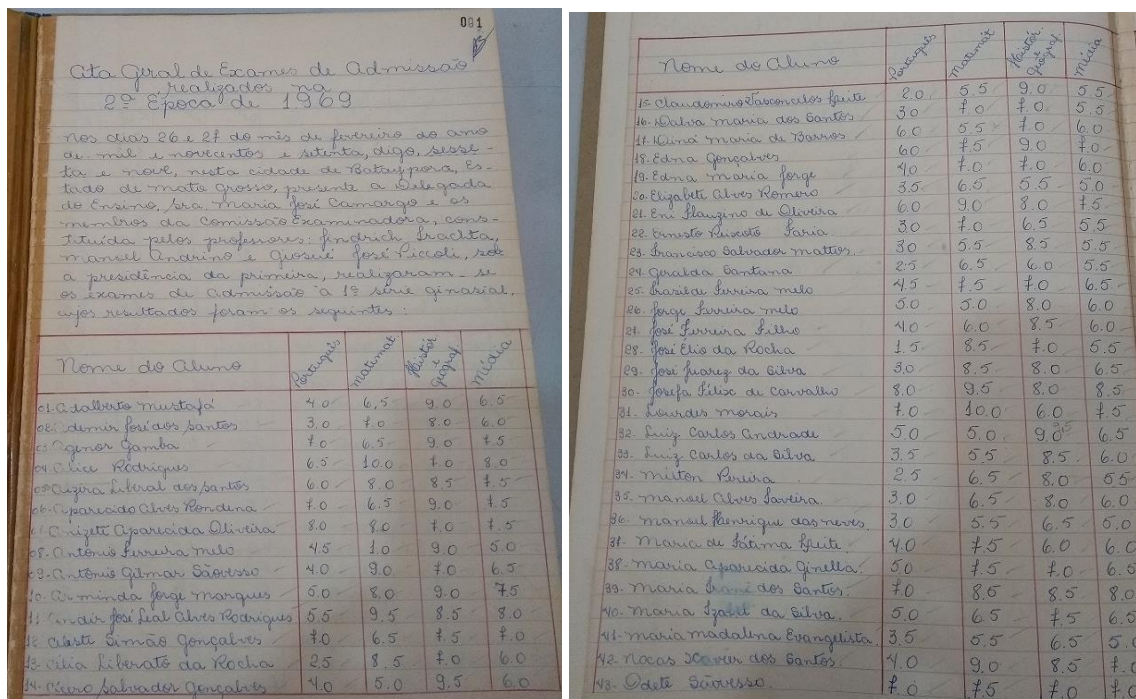 001
Ata Geral de Exames de Admissão
realizados na
2ª Época de 1969
Nos dias 26 e 27 do mês de fevereiro do ano
de mil e novecentos e setenta, digo, sesse-
ta e nove, nesta cidade de Batayporã, Es-
tado de Mato Grosso, presente a Delegada
do Ensino, sra. Maria José Camargo e os
membros da Comissão Examinadora, cons-
tituída pelos professores: Jindrich Trachta,
Manoel Andrino e José Piccoli, sob
a presidência da primeira, realizaram-se
os exames de Admissão à 1ª série ginasial,
cujos resultados foram os seguintes:
Nome do Aluno Português Matemát. História e geograf. Média
01. Adalberto Mustafá 4.0 6,5 9.0 6.5
02. Ademir José dos Santos 3,0 7.0 8.0 6.0
03. Agenor Gamba 7.0 6.5 9.0 7.5
04. Alice Rodrigues 6.5 10.0 7.0 8.0
05. Alzira Liberal dos Santos 6.0 8.0 8.5 7.5
06. Aparecido Alves Rondena 7.0 6.5 9.0 7.5
07. Anizete Aparecida Oliveira 8.0 8.0 7.0 7.5
08. Antônio Ferreira Melo 4.5 1.0 9.0 5.0
09. Antônio Gilmar Sãovesso 4.0 9.0 7.0 6.5
10. Arminda Jorge Marques 5.0 8,0 9.0 7.5
11. Candir José Leal Alves Rodrigues 5.5 9,5 8.5 8.0
12. Celeste Simão Gonçalves 7.0 6.5 7.5 7.0
13. Célia Liberato da Rocha 2.5 8.5 7.0 6.0
14. Cícero Salvador Gonçalves 4.0 5.0 9.5 6.0
Nome do Aluno Português Matemát Histór. e geograf. Média
15. Claudomiro Vasconcelos Leite 2.0 5.5 9.0 5.5
16. Dalva Maria dos Santos 3.0 7.0 7.0 5.5
17. Diná Maria de Barros 6.0 5.5 7.0 6.0
18. Edna Gonçalves 6.0 7.5 9.0 7.0
19. Edna Maria Jorge 4.0 7.0 7.0 6.0
20. Elizabete Alves Romero 3.5 6.5 5.5 5.0
21. Eni Flauzino de Oliveira 6.0 9.0 8.0 7.5
22. Ernesto Peixoto Faria 3.0 7.0 6.5 5.5
23. Francisco Salvador Mattos 3.0 5.5 8.5 5.5
24. Geralda Santana 2.5 6.5 6.0 5.5
25. Ferreira Melo 4.5 7.5 7.0 6.5
26. Jorge Ferreira Melo 5.0 5.0 8.0 6.0
27. José Ferreira Filho 4.0 6.0 8.5 6.0
28. José Élio da Rocha 1.5 8.5 7.0 5.5
29. José Juarez da Silva 3.0 8.5 8.0 6.5
30. Josefa Félix de Carvalho 8.0 9.5 8.0 8.5
31. Lourdes Morais 7.0 10.0 6.0 7.5
32. Luiz Carlos Andrade 5.0 5.0 9.0 6.5
33. Luiz Carlos da Silva 3.5 5.5 8.5 6.0
34. Milton Pereira 2.5 6.5 8.0 5.5
35. Manoel Alves Saveira 3.0 6.5 8.0 6.0
36. Manoel Henrique das Neves 3.0 5.5 6.5 5.0
37. Maria de Fátima Leite 4.0 7.5 6.0 6.0
38. Maria Aparecida Ginella 5.0 7.5 7.0 6.5
39. Maria Irani dos Santos 7.0 8.5 8.5 8.0
40. Maria Izabel da Silva 5.0 6.5 7.5 6.5
41. Maria Madalena Evangelista 3.5 5.5 6.5 5.0
42. Nocas Xavier dos Santos 4.0 9.0 8.5 7.0
43. Odete Sãovesso 7.0 7.5 7.0 7.0